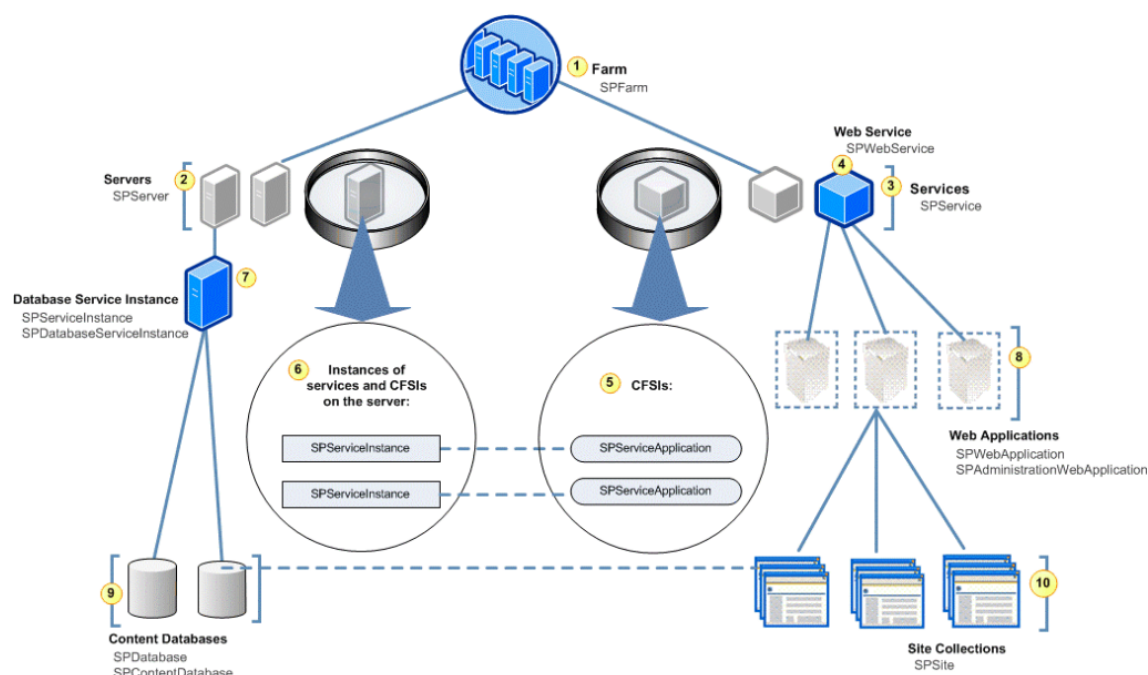 1
Farm
SPFarm
Web Service
SPWebService
4
Servers
SPServer
2
3
Services
SPService
7
Database Service Instance
SPServiceInstance
SPDatabaseServiceInstance
6
Instances of
services and CFSIs
on the server:
SPServiceInstance
SPServiceInstance
5
CFSIs:
SPServiceApplication
SPServiceApplication
8
Web Applications
SPWebApplication
SPAdministrationWebApplication
9
Content Databases
SPDatabase
SPContentDatabase
10
Site Collections
SPSite